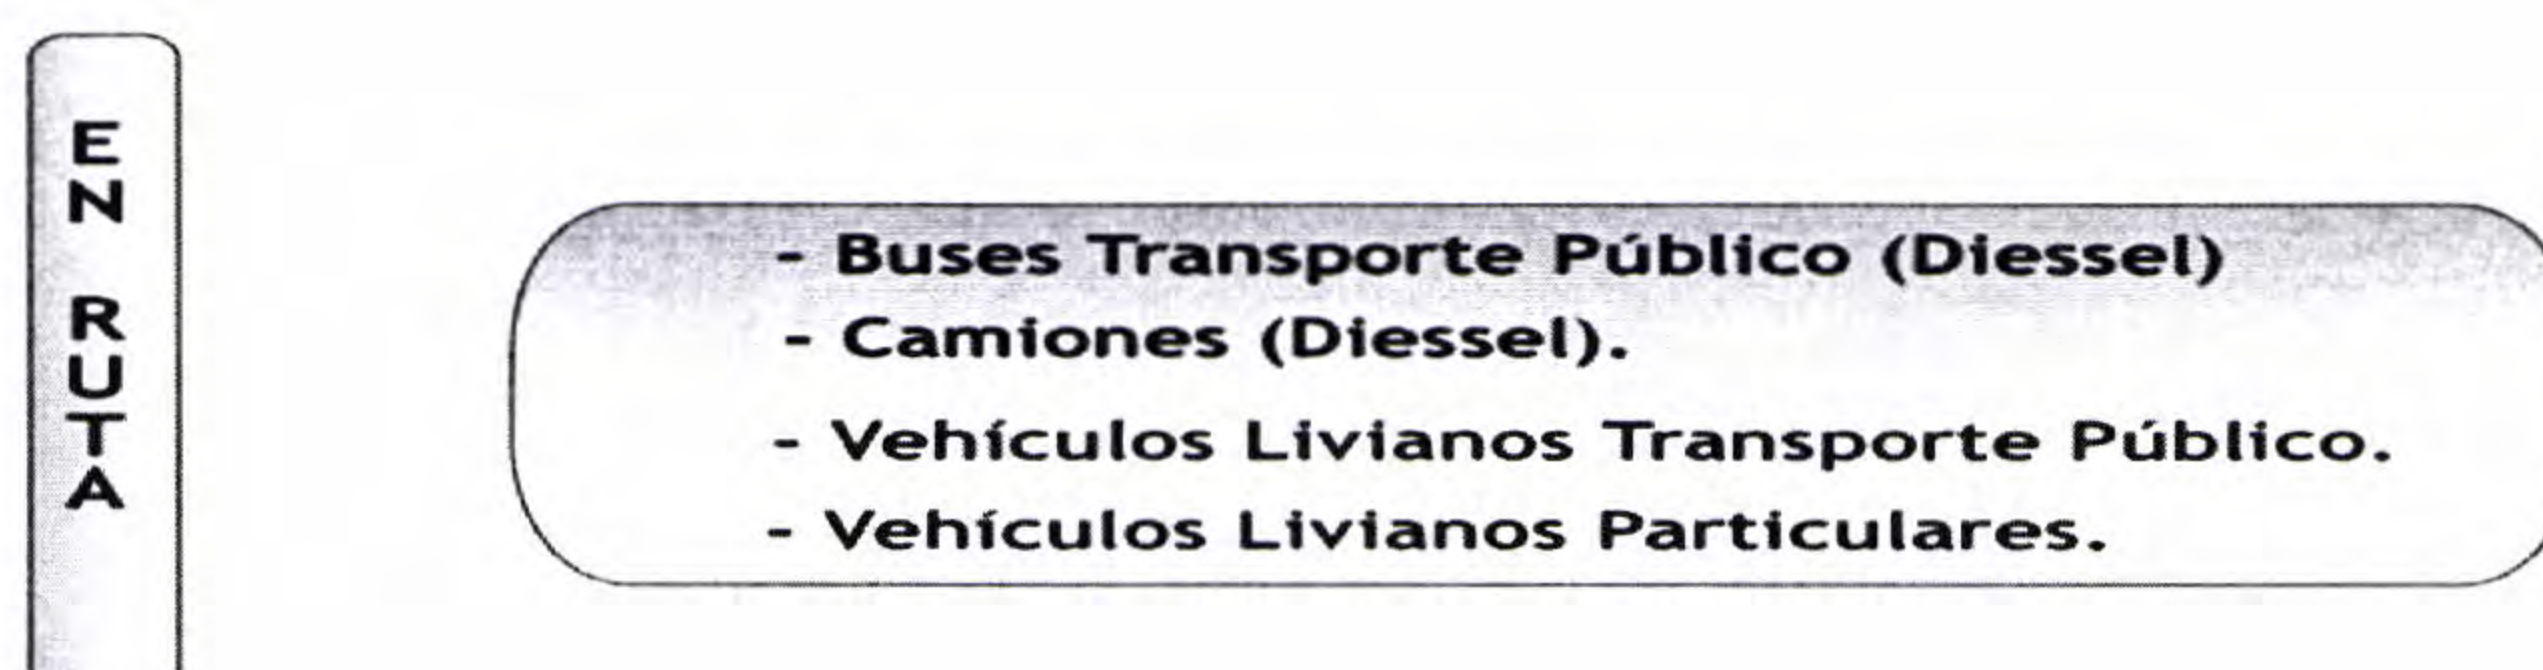 EN RUTA
- Buses Transporte Público (Diessel)
- Camiones (Diessel).
- Vehículos Livianos Transporte Público.
- Vehículos Livianos Particulares.